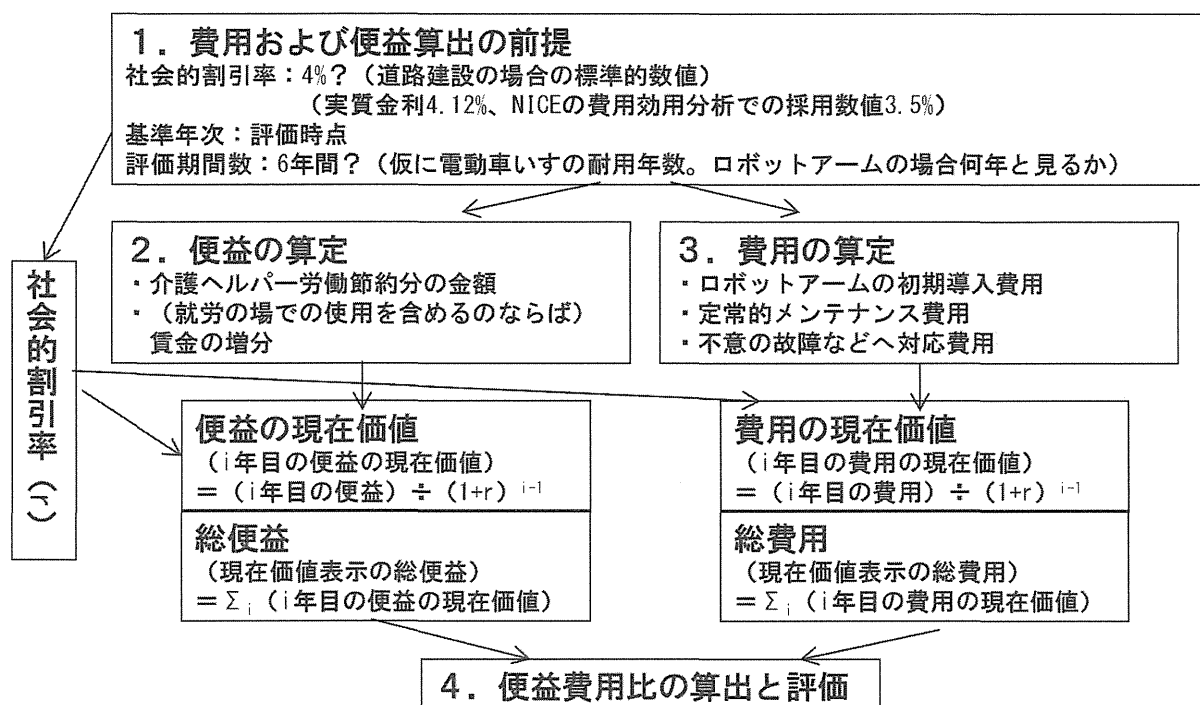 1．費用および便益算出の前提
社会的割引率：4%？（道路建設の場合の標準的数値）
（実質金利4.12%、NICEの費用効用分析での採用数値3.5%）
基準年次：評価時点
評価期間数：6年間？（仮に電動車いすの耐用年数。ロボットアームの場合何年と見るか）
2．便益の算定
・介護ヘルパー労働節約分の金額
・（就労の場での使用を含めるのならば）
賃金の増分
3．費用の算定
・ロボットアームの初期導入費用
・定常的メンテナンス費用
・不意の故障などへ対応費用
社会的割引率（r）
便益の現在価値
（i年目の便益の現在価値）
＝（i年目の便益）÷（1+r）i-1
費用の現在価値
（i年目の費用の現在価値）
＝（i年目の費用）÷（1+r）i-1
総便益
（現在価値表示の総便益）
＝Σi（i年目の便益の現在価値）
総費用
（現在価値表示の総費用）
＝Σi（i年目の費用の現在価値）
4．便益費用比の算出と評価